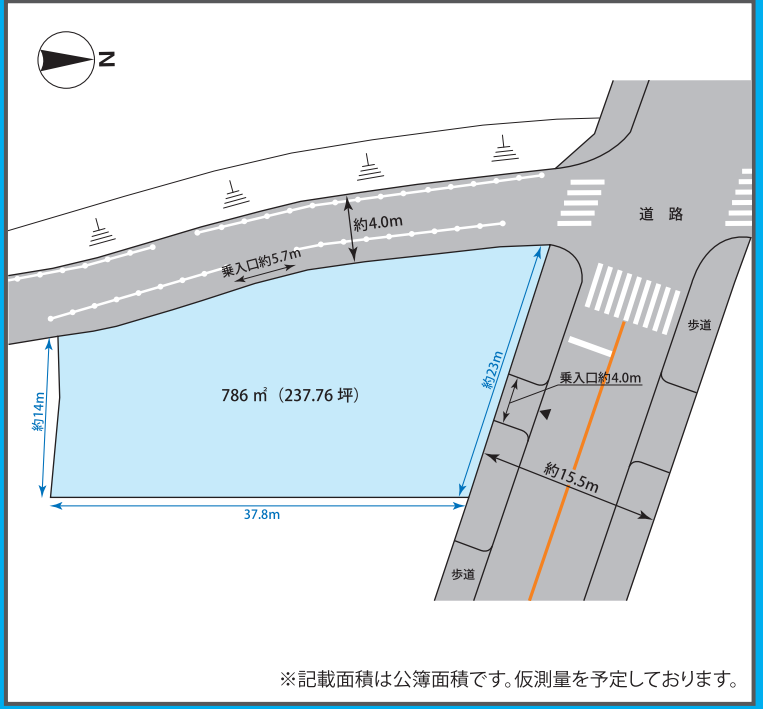 N
道 路
約4.0m
乗入口約5.7m
歩道
約23m
乗入口約4.0m
786 ㎡（237.76 坪）
約14m
約15.5m
37.8m
歩道
※記載面積は公簿面積です。仮測量を予定しております。